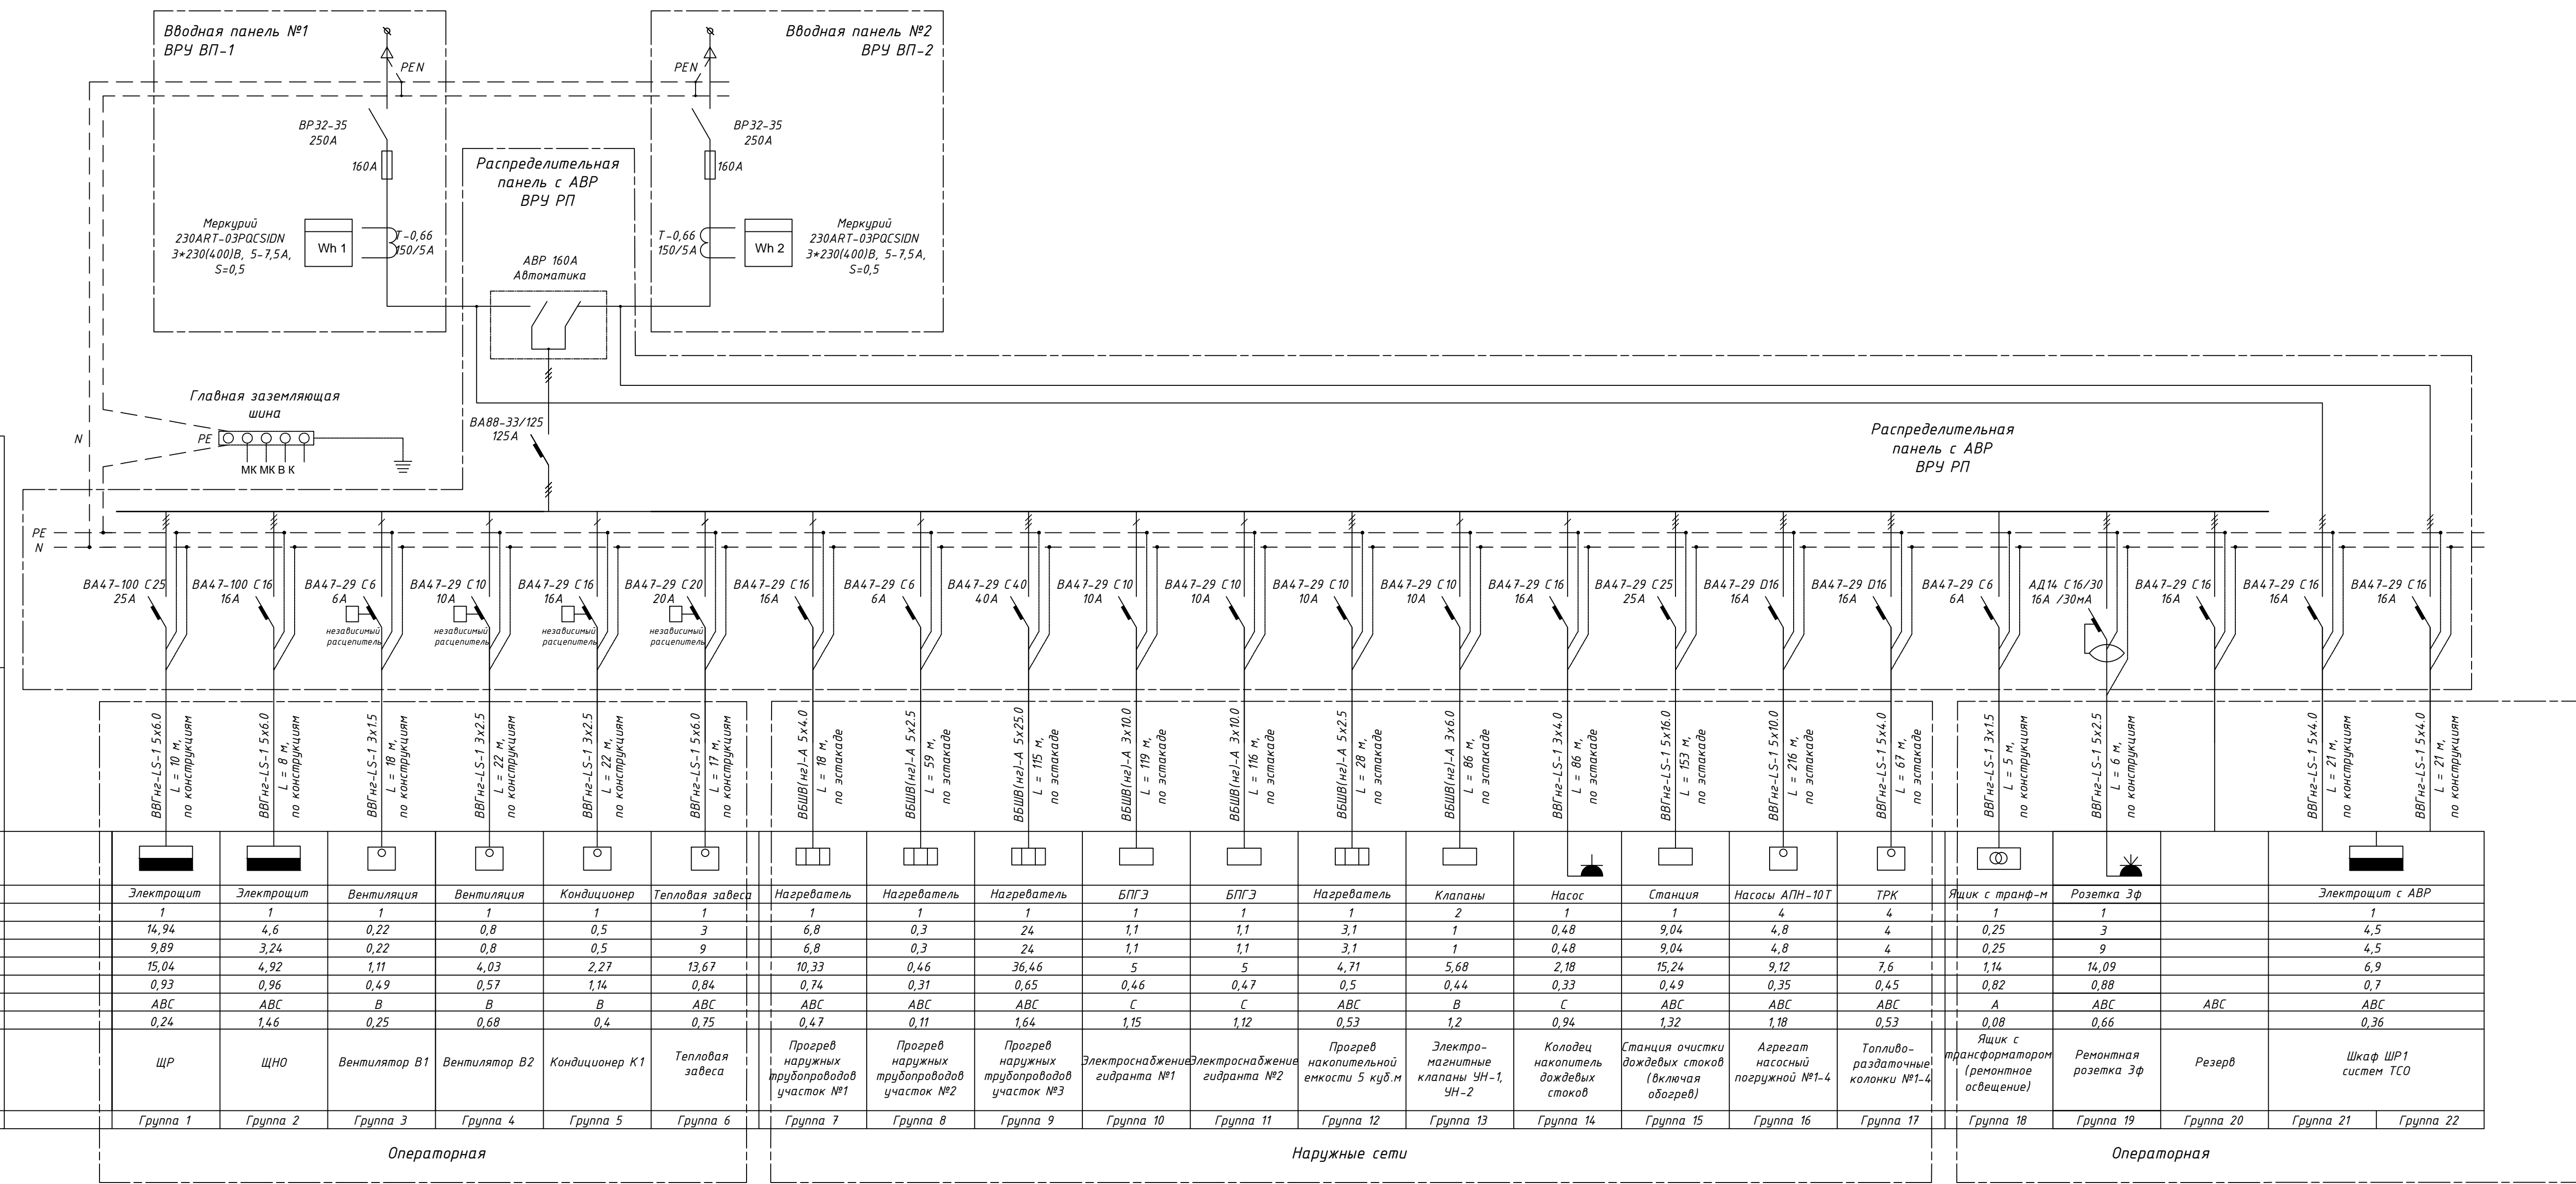 Вводная панель №1
ВРУ ВП-1
Вводная панель №2
ВРУ ВП-2
PEN
PEN
ВР32-35
250А
ВР32-35
250А
160А
160А
Распределительная
панель с АВР
ВРУ РП
Меркурий
230ART-03PQCSIDN
3*230(400)В, 5-7,5А,
S=0,5
Wh 1
Т-0,66
150/5А
Т-0,66
150/5А
Wh 2
Меркурий
230ART-03PQCSIDN
3*230(400)В, 5-7,5А,
S=0,5
АВР 160А
Автоматика
Главная заземляющая
шина
N
PE
МК МК В К
ВА88-33/125
125А
Распределительная
панель с АВР
ВРУ РП
PE
N
ВА47-100 С25
25А
ВА47-100 С16
16А
ВА47-29 С6
6А
независимый
расцепитель
ВА47-29 С10
10А
независимый
расцепитель
ВА47-29 С16
16А
независимый
расцепитель
ВА47-29 С20
20А
независимый
расцепитель
ВА47-29 С16
16А
ВА47-29 С6
6А
ВА47-29 С40
40А
ВА47-29 С10
10А
ВА47-29 С10
10А
ВА47-29 С10
10А
ВА47-29 С10
10А
ВА47-29 С16
16А
ВА47-29 С25
25А
ВА47-29 D16
16А
ВА47-29 D16
16А
ВА47-29 С6
6А
АД14 С16/30
16А /30мА
ВА47-29 С16
16А
ВА47-29 С16
16А
ВА47-29 С16
16А
ВВГнг-LS-1 5х6.0
L = 10 м,
по конструкциям
ВВГнг-LS-1 5х6.0
L = 8 м,
по конструкциям
ВВГнг-LS-1 3х1.5
L = 18 м,
по конструкциям
ВВГнг-LS-1 3х2.5
L = 22 м,
по конструкциям
ВВГнг-LS-1 3х2.5
L = 22 м,
по конструкциям
ВВГнг-LS-1 5х6.0
L = 17 м,
по конструкциям
ВБШВ(нг)-А 5х4.0
L = 18 м,
по эстакаде
ВБШВ(нг)-А 5х2.5
L = 59 м,
по эстакаде
ВБШВ(нг)-А 5х25.0
L = 115 м,
по эстакаде
ВБШВ(нг)-А 3х10.0
L = 119 м,
по эстакаде
ВБШВ(нг)-А 3х10.0
L = 116 м,
по эстакаде
ВБШВ(нг)-А 5х2.5
L = 28 м,
по эстакаде
ВБШВ(нг)-А 3х6.0
L = 86 м,
по эстакаде
ВВГнг-LS-1 3х4.0
L = 86 м,
по эстакаде
ВВГнг-LS-1 5х16.0
L = 153 м,
по эстакаде
ВВГнг-LS-1 5х10.0
L = 216 м,
по эстакаде
ВВГнг-LS-1 5х4.0
L = 67 м,
по эстакаде
ВВГнг-LS-1 3х1.5
L = 5 м,
по конструкциям
ВВГнг-LS-1 5х2.5
L = 6 м,
по конструкциям
ВВГнг-LS-1 5х4.0
L = 21 м,
по конструкциям
ВВГнг-LS-1 5х4.0
L = 21 м,
по конструкциям
Электрощит Электрощит Вентиляция Вентиляция Кондиционер Тепловая завеса Нагреватель Нагреватель Нагреватель БПГЭ БПГЭ Нагреватель Клапаны Насос Станция Насосы АПН-10Т ТРК Ящик с транф-м Розетка 3ф Электрощит с АВР
1 1 1 1 1 1 1 1 1 1 1 1 2 1 1 4 4 1 1 1
14,94 4,6 0,22 0,8 0,5 3 6,8 0,3 24 1,1 1,1 3,1 1 0,48 9,04 4,8 4 0,25 3 4,5
9,89 3,24 0,22 0,8 0,5 9 6,8 0,3 24 1,1 1,1 3,1 1 0,48 9,04 4,8 4 0,25 9 4,5
15,04 4,92 1,11 4,03 2,27 13,67 10,33 0,46 36,46 5 5 4,71 5,68 2,18 15,24 9,12 7,6 1,14 14,09 6,9
0,93 0,96 0,49 0,57 1,14 0,84 0,74 0,31 0,65 0,46 0,47 0,5 0,44 0,33 0,49 0,35 0,45 0,82 0,88 0,7
АВС АВС В В В АВС АВС АВС АВС С С АВС В С АВС АВС АВС А АВС АВС АВС
0,24 1,46 0,25 0,68 0,4 0,75 0,47 0,11 1,64 1,15 1,12 0,53 1,2 0,94 1,32 1,18 0,53 0,08 0,66 0,36
ЩР
ЩНО
Вентилятор В1
Вентилятор В2
Кондиционер К1
Тепловая
завеса
Прогрев
наружных
трубопроводов
участок №1
Прогрев
наружных
трубопроводов
участок №2
Прогрев
наружных
трубопроводов
участок №3
Электроснабжение
гидранта №1
Электроснабжение
гидранта №2
Прогрев
накопительной
емкости 5 куб.м
Электро-
магнитные
клапаны УН-1,
УН-2
Колодец
накопитель
дождевых
стоков
Станция очистки
дождевых стоков
(включая
обогрев)
Агрегат
насосный
погружной №1-4
Топливо-
раздаточные
колонки №1-4
Ящик с
трансформатором
(ремонтное
освещение)
Ремонтная
розетка 3ф
Резерв
Шкаф ШР1
систем ТСО
Группа 1 Группа 2 Группа 3 Группа 4 Группа 5 Группа 6 Группа 7 Группа 8 Группа 9 Группа 10 Группа 11 Группа 12 Группа 13 Группа 14 Группа 15 Группа 16 Группа 17 Группа 18 Группа 19 Группа 20 Группа 21 Группа 22
Операторная
Наружные сети
Операторная